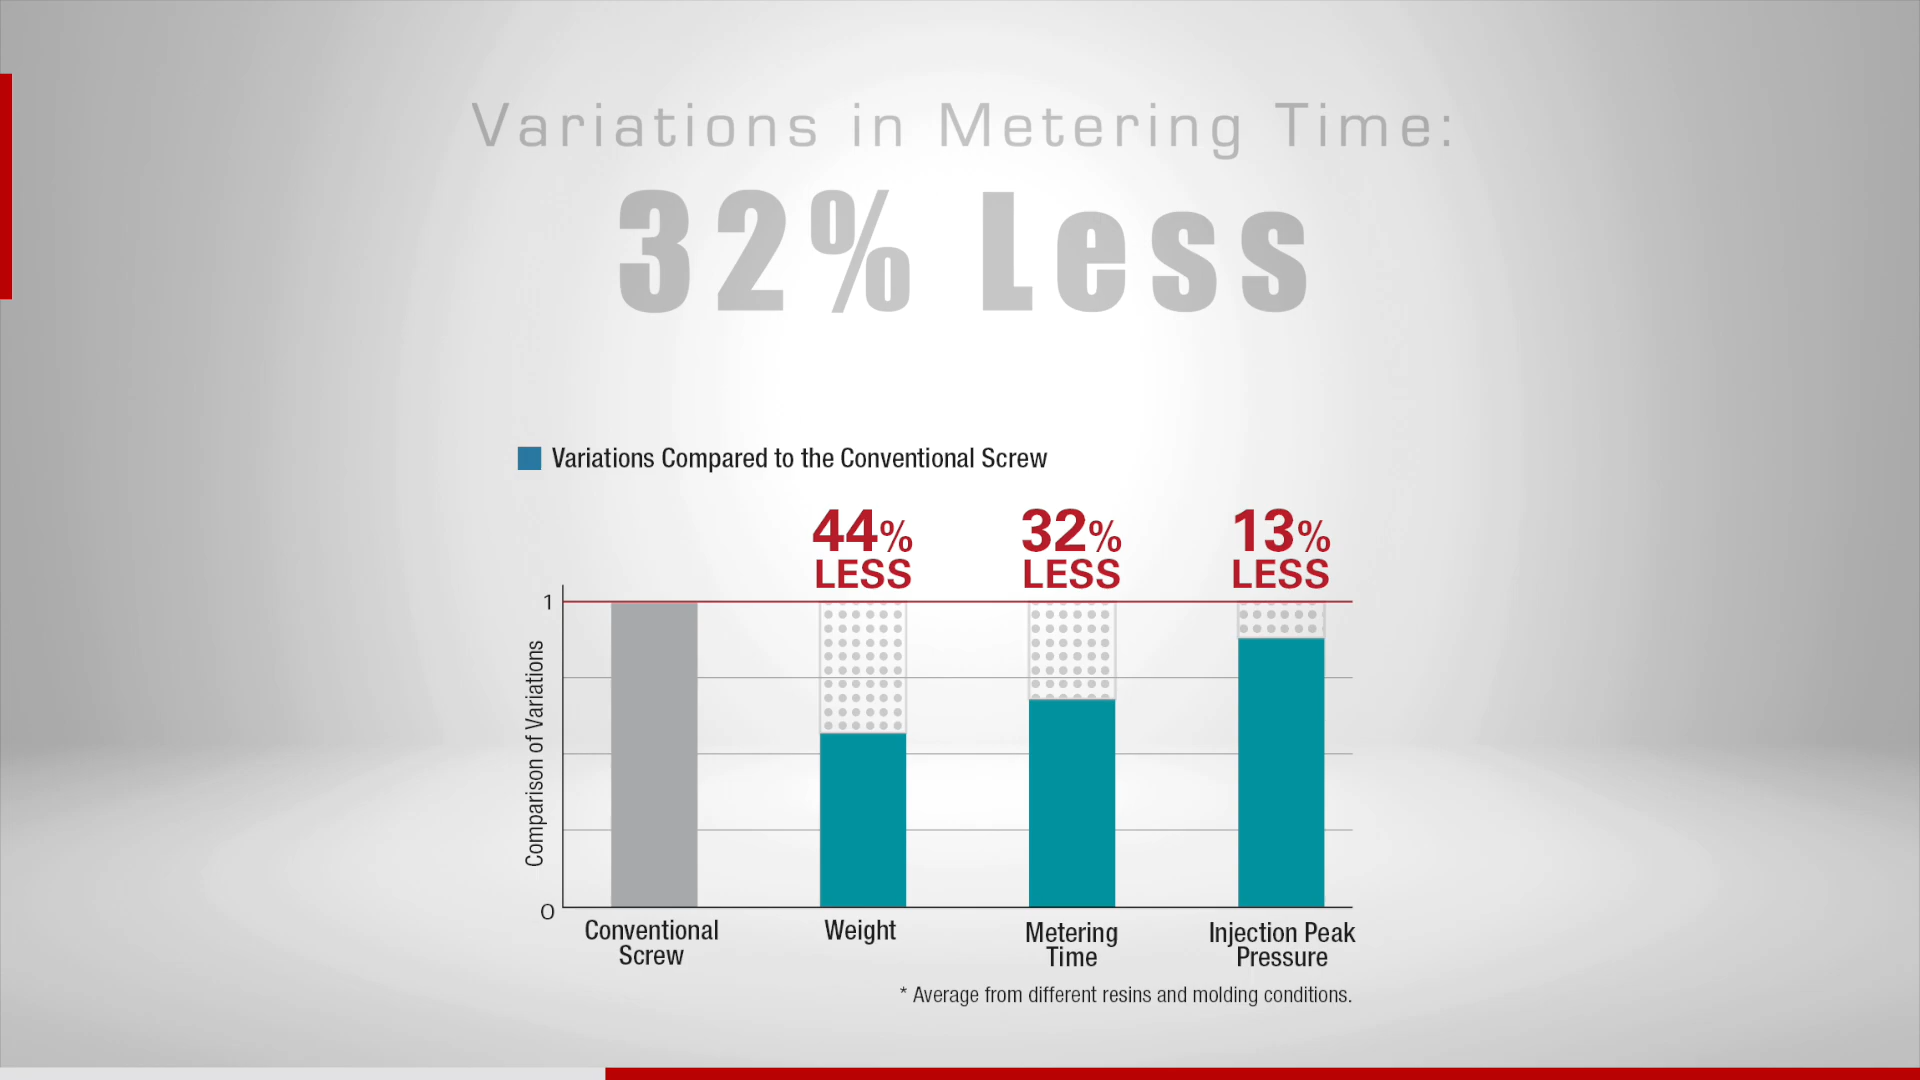 Variations in Metering Time:
32% Less
Variations Compared to the Conventional Screw
44% 32% 13%
LESS LESS LESS
1
Comparison of Variations
0
Conventional
Screw
Weight
Metering
Time
Injection Peak
Pressure
* Average from different resins and molding conditions.